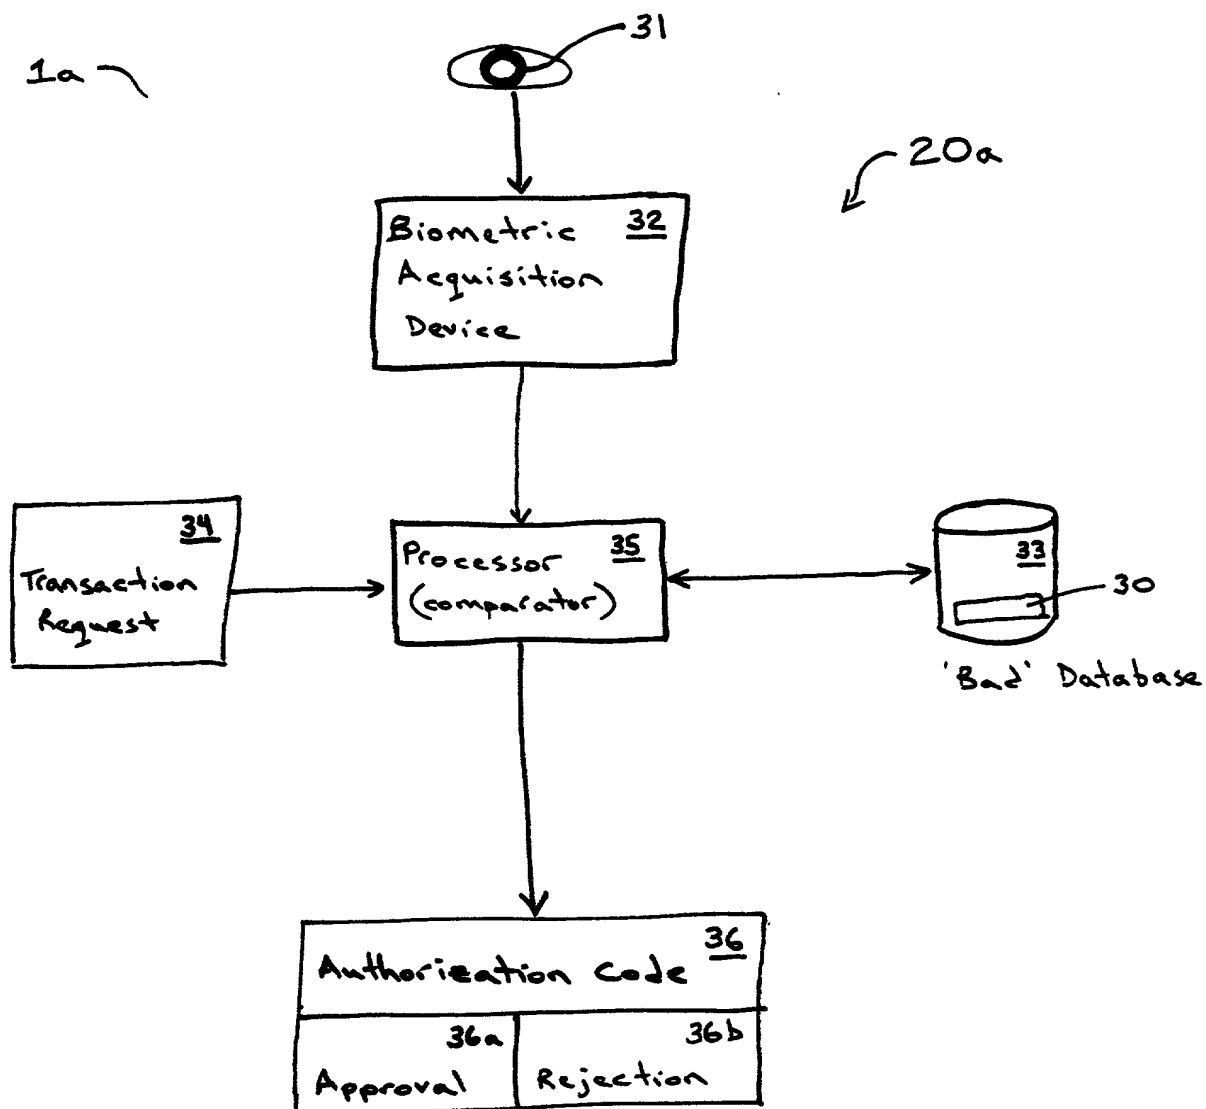 31
1a
20a
Biometric 32
Acquisition
Device
34
Transaction
Request
Processor 35
(comparator)
33
30
'Bad' Database
Authorization Code 36
36a
Approval
36b
Rejection